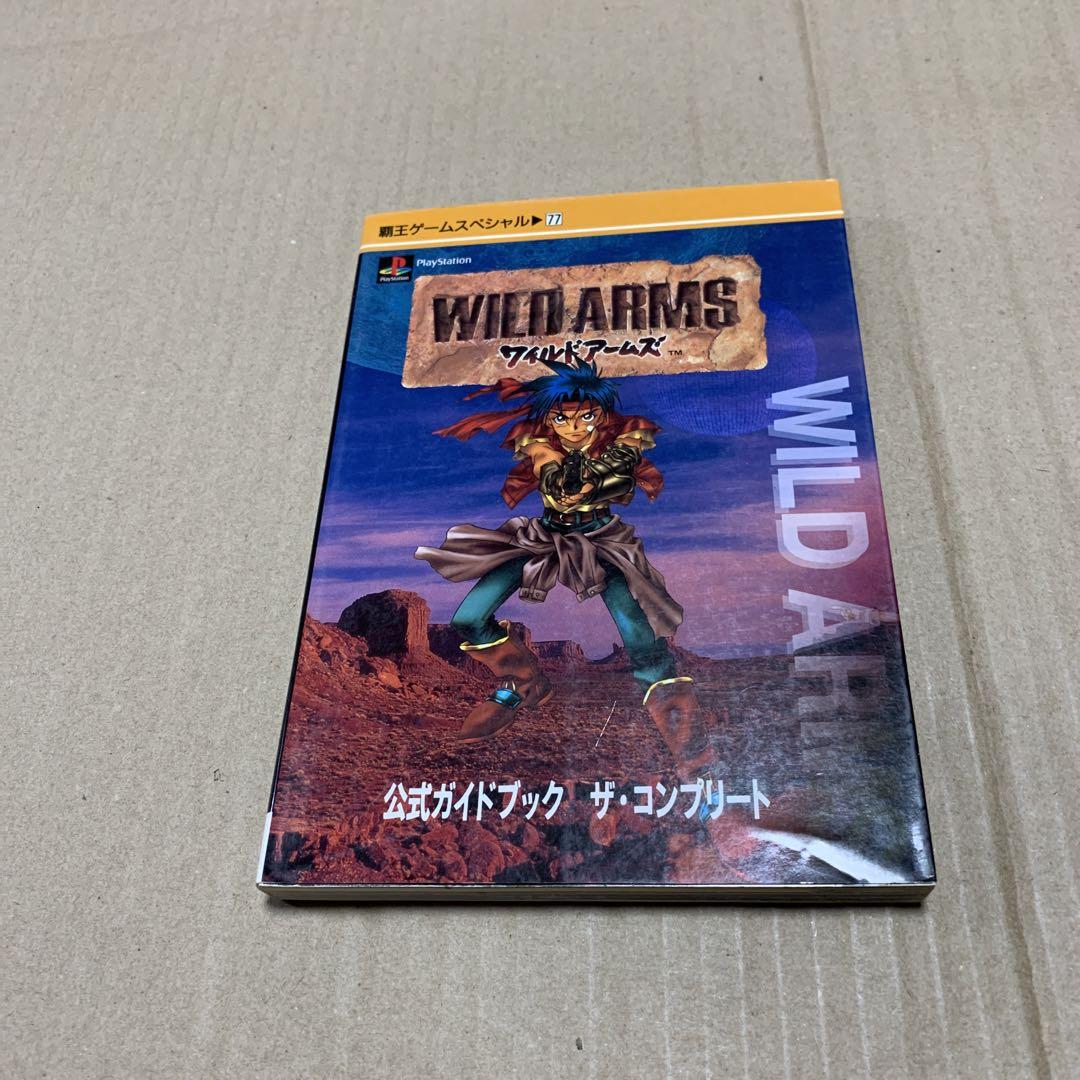 覇王ゲームスペシャル▶77
PlayStation
PlayStation
WILD ARMS
ワイルドアームズ™
WILD AR
公式ガイドブック ザ・コンプリート